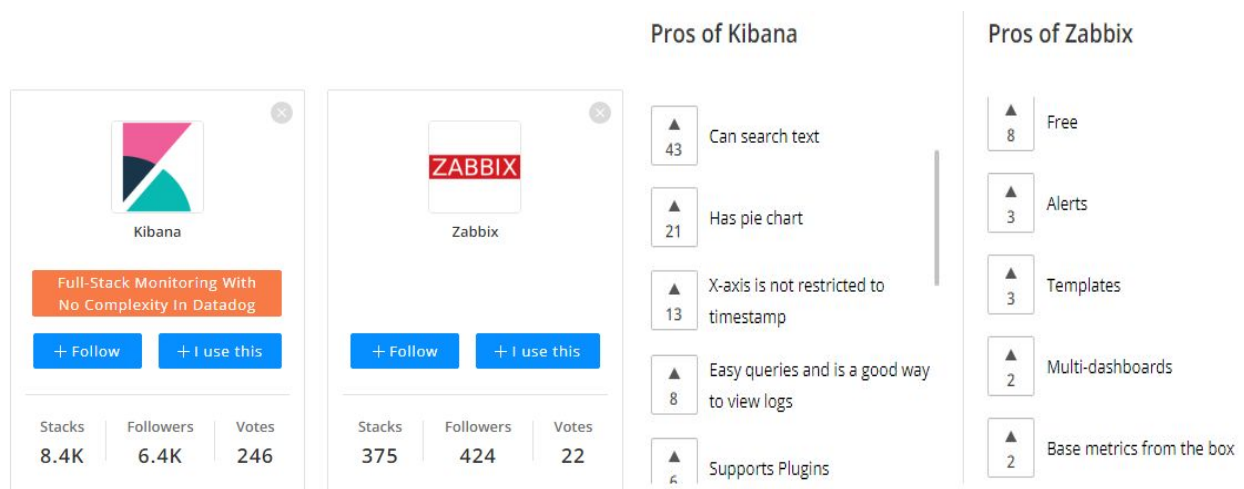 ZABBIX
Kibana
Full-Stack Monitoring With
No Complexity In Datadog
+ Follow
+ I use this
Stacks
Followers
Votes
8.4K
6.4K
246
Zabbix
+ Follow
+ I use this
Stacks
Followers
Votes
375
424
22
Pros of Kibana
43
Can search text
21
Has pie chart
13
X-axis is not restricted to
timestamp
8
Easy queries and is a good way
to view logs
6
Supports Plugins
Pros of Zabbix
8
Free
3
Alerts
3
Templates
2
Multi-dashboards
2
Base metrics from the box